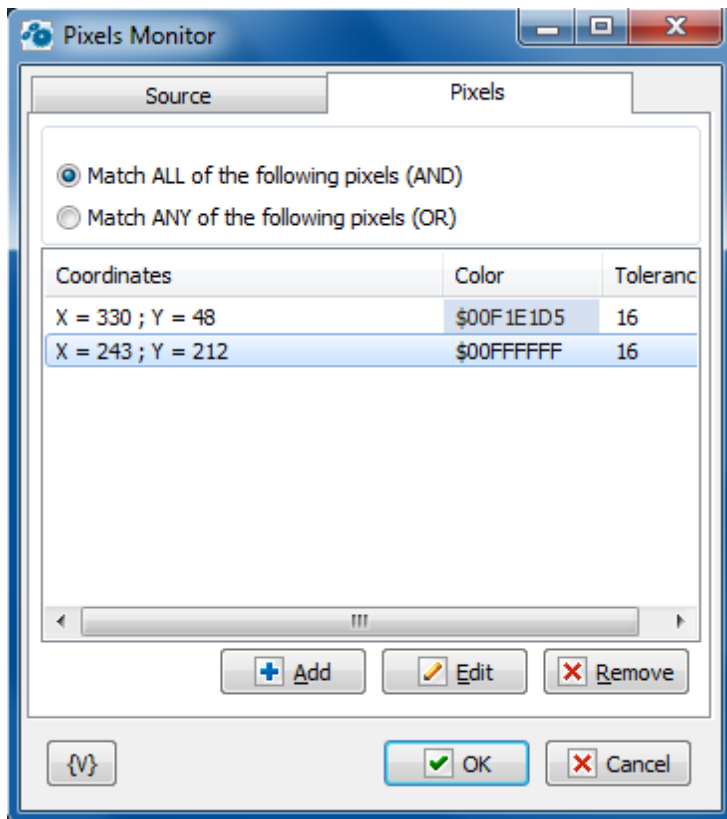 Pixels Monitor
Source Pixels
Match ALL of the following pixels (AND)
Match ANY of the following pixels (OR)
Coordinates Color Toleranc
X = 330 ; Y = 48 $00F1E1D5 16
X = 243 ; Y = 212 $00FFFFFF 16
Add Edit Remove
{V} OK Cancel